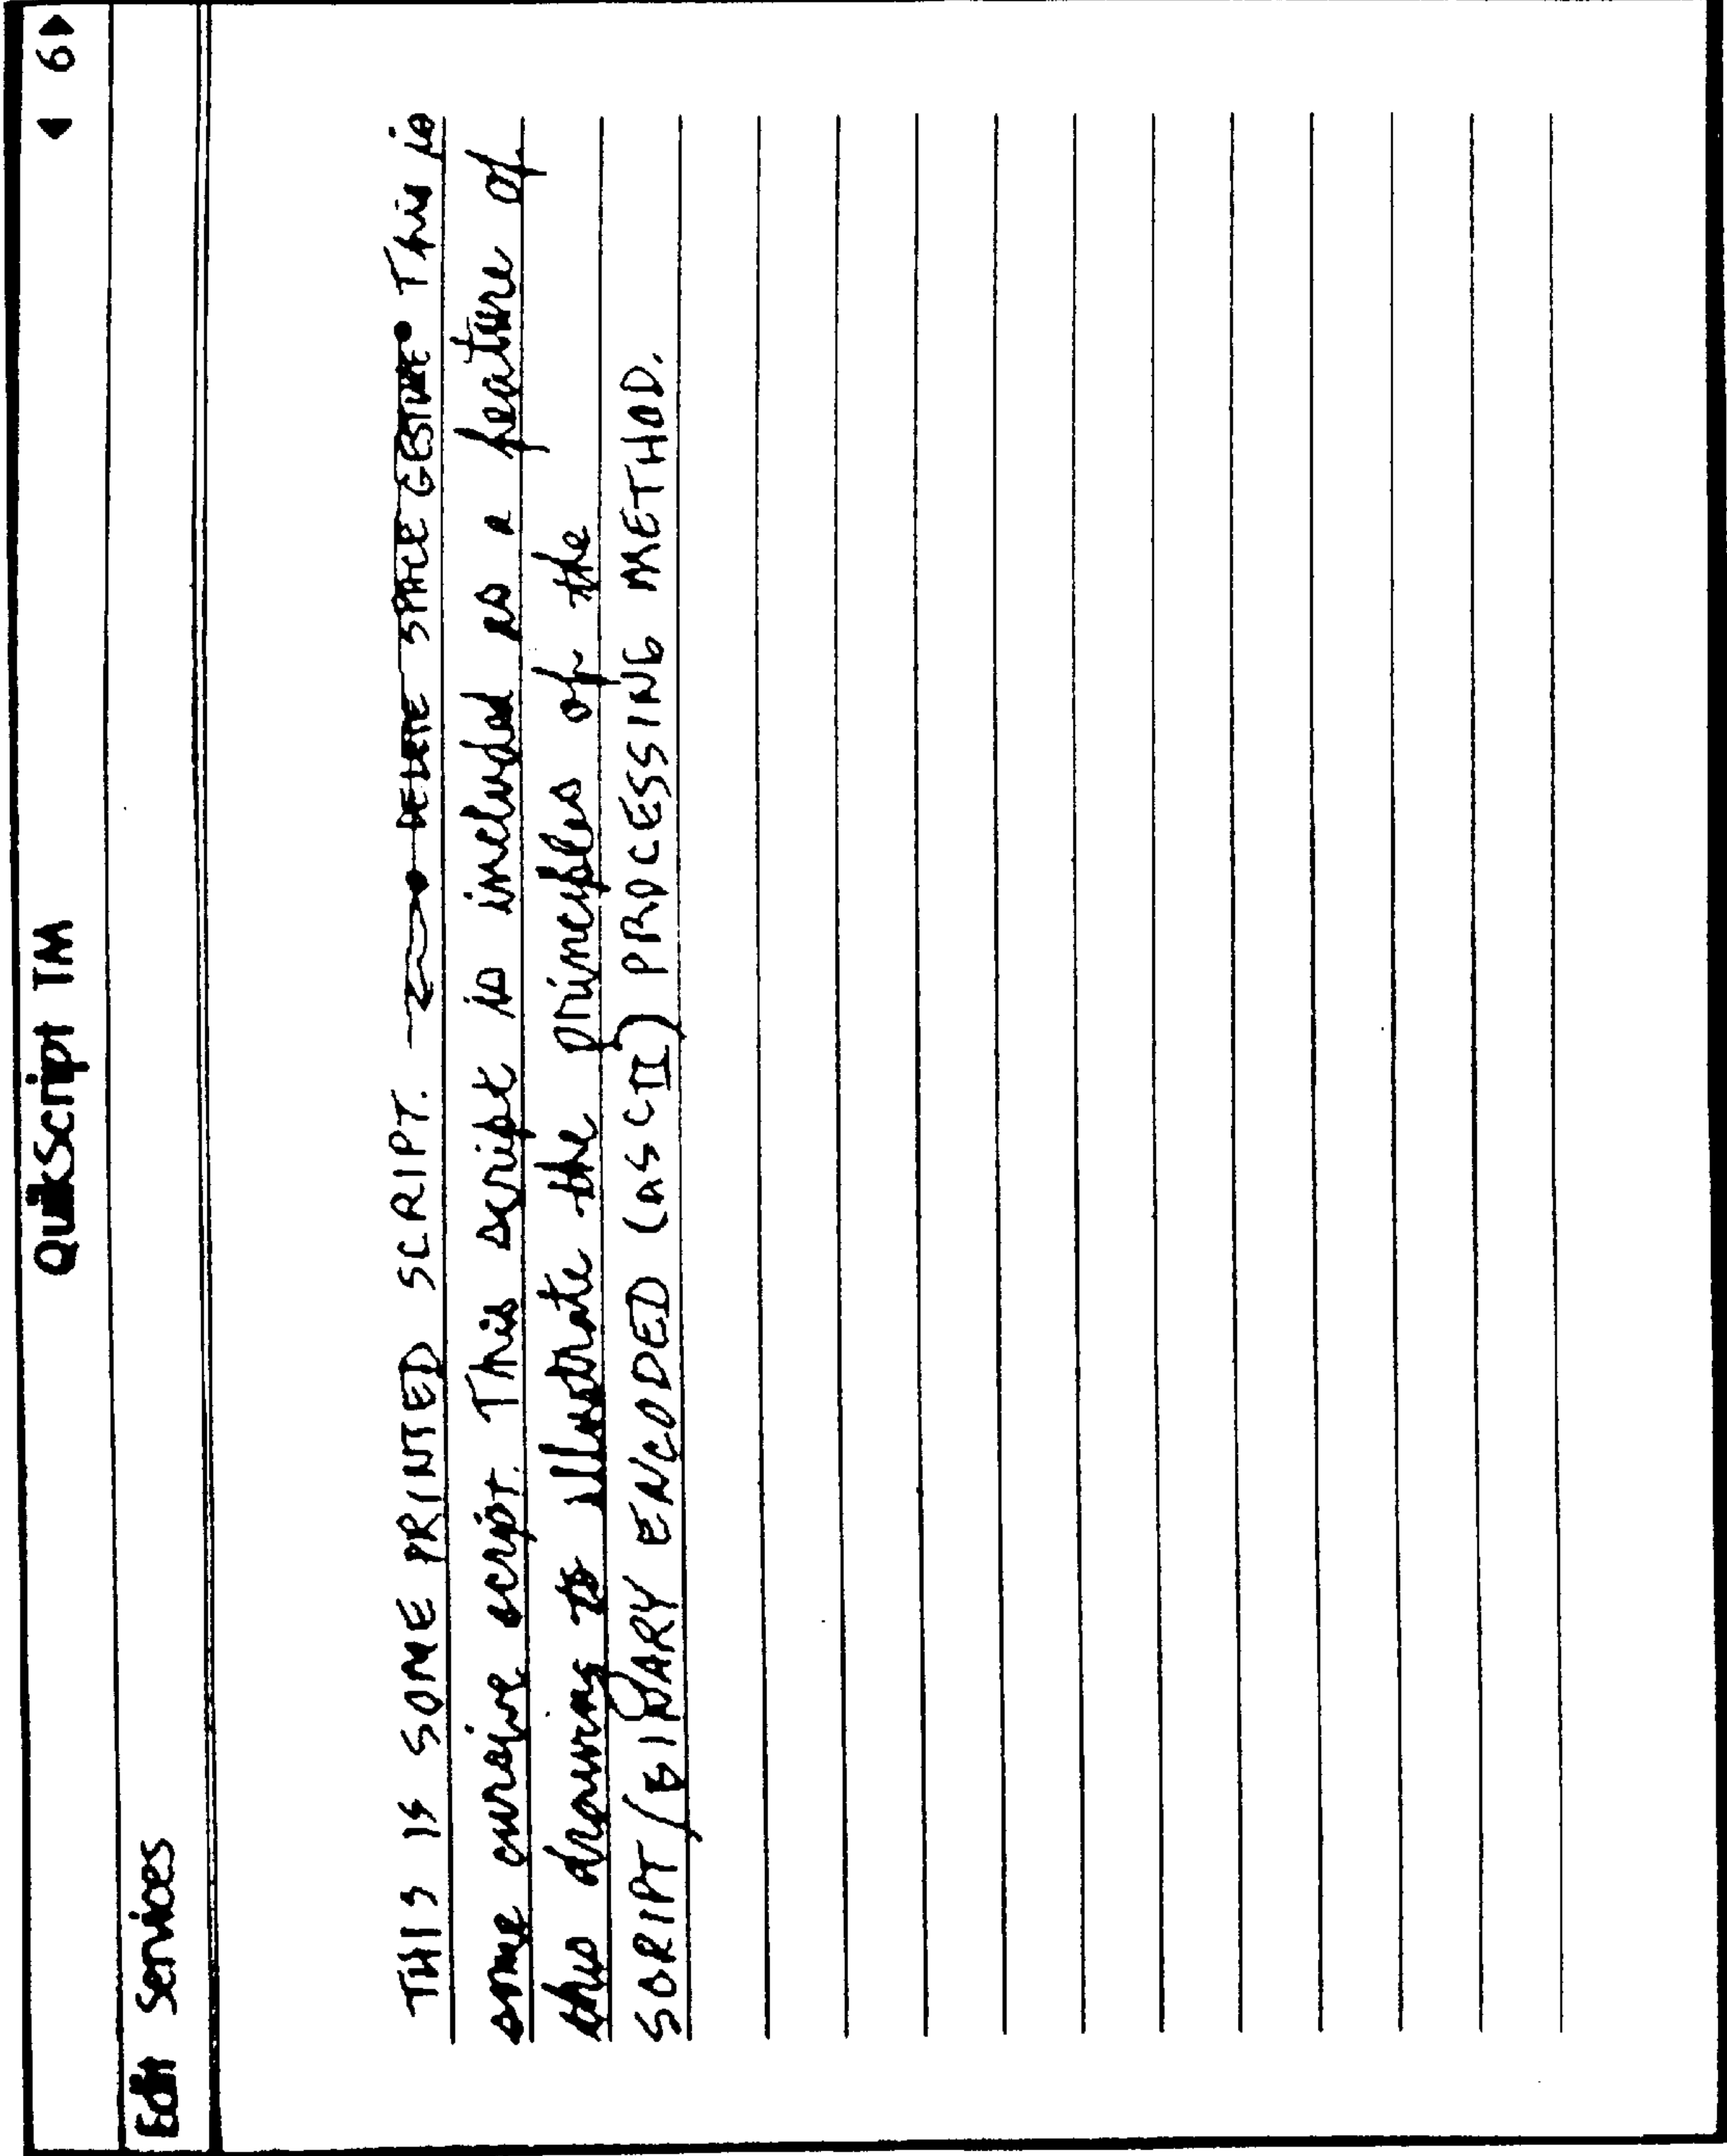 QuikScript TM ◀ 6▶
Edit Services
THIS IS SOME PRINTED SCRIPT. DELETE SPACE GESTURE This is
some cursive script. This script is included as a feature of
this drawing to illustrate the principles of the
SCRIPT/BINARY ENCODED (ASCII) PROCESSING METHOD.